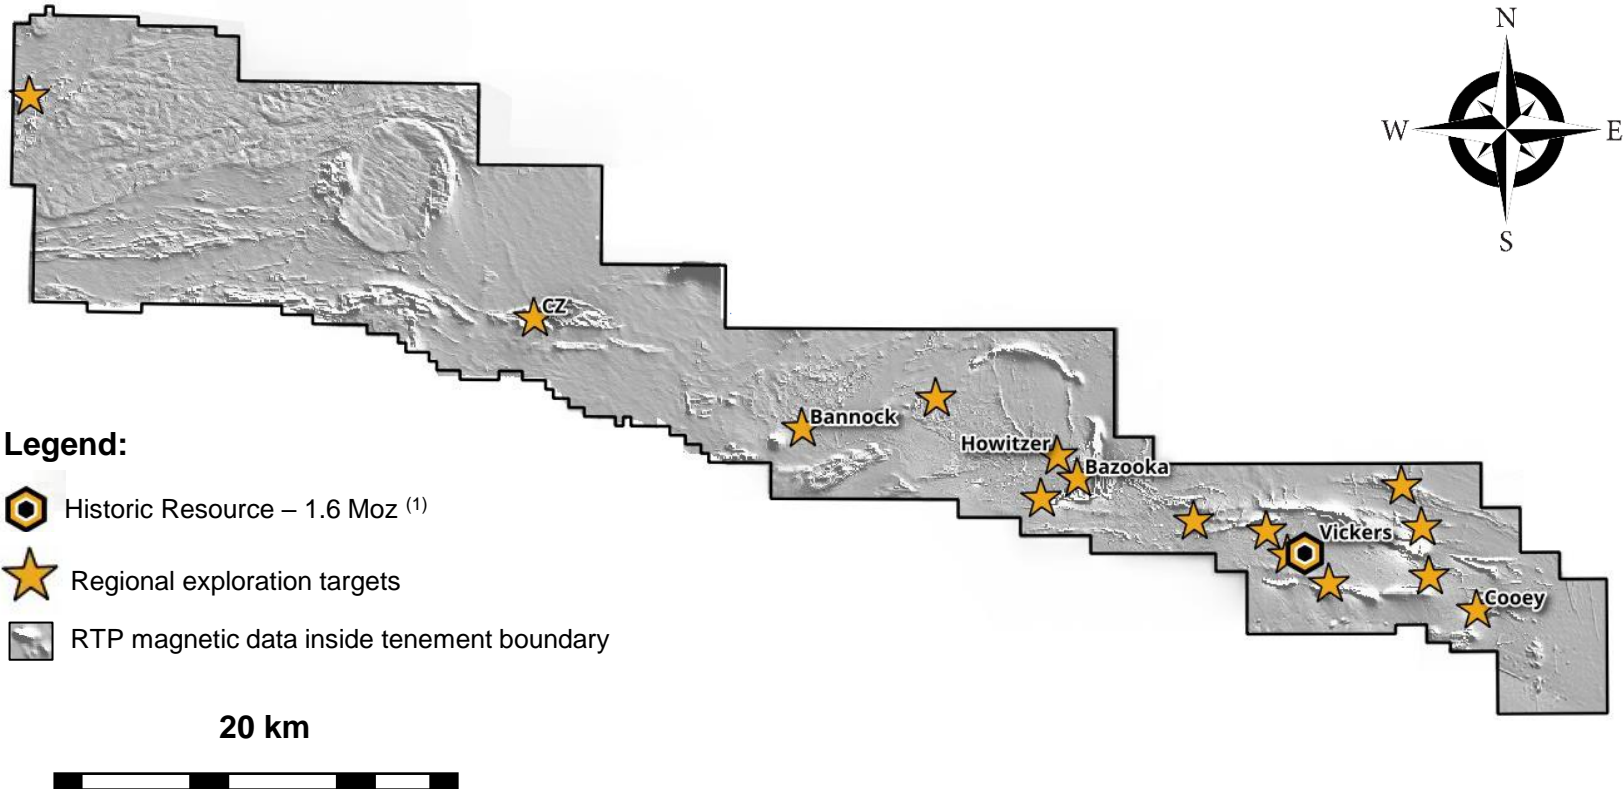 N
W E
S
CZ
Bannock
Howitzer
Bazooka
Vickers
Cooey
Legend:
Historic Resource – 1.6 Moz (1)
Regional exploration targets
RTP magnetic data inside tenement boundary
20 km